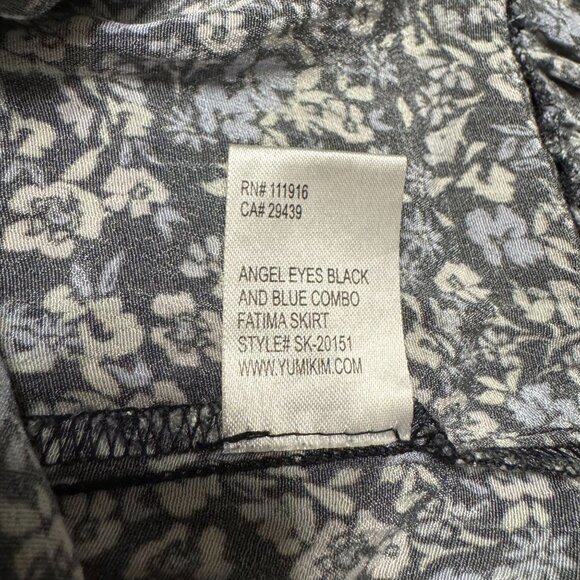 RN# 111916
CA# 29439
ANGEL EYES BLACK
AND BLUE COMBO
FATIMA SKIRT
STYLE# SK-20151
WWW.YUMIKIM.COM